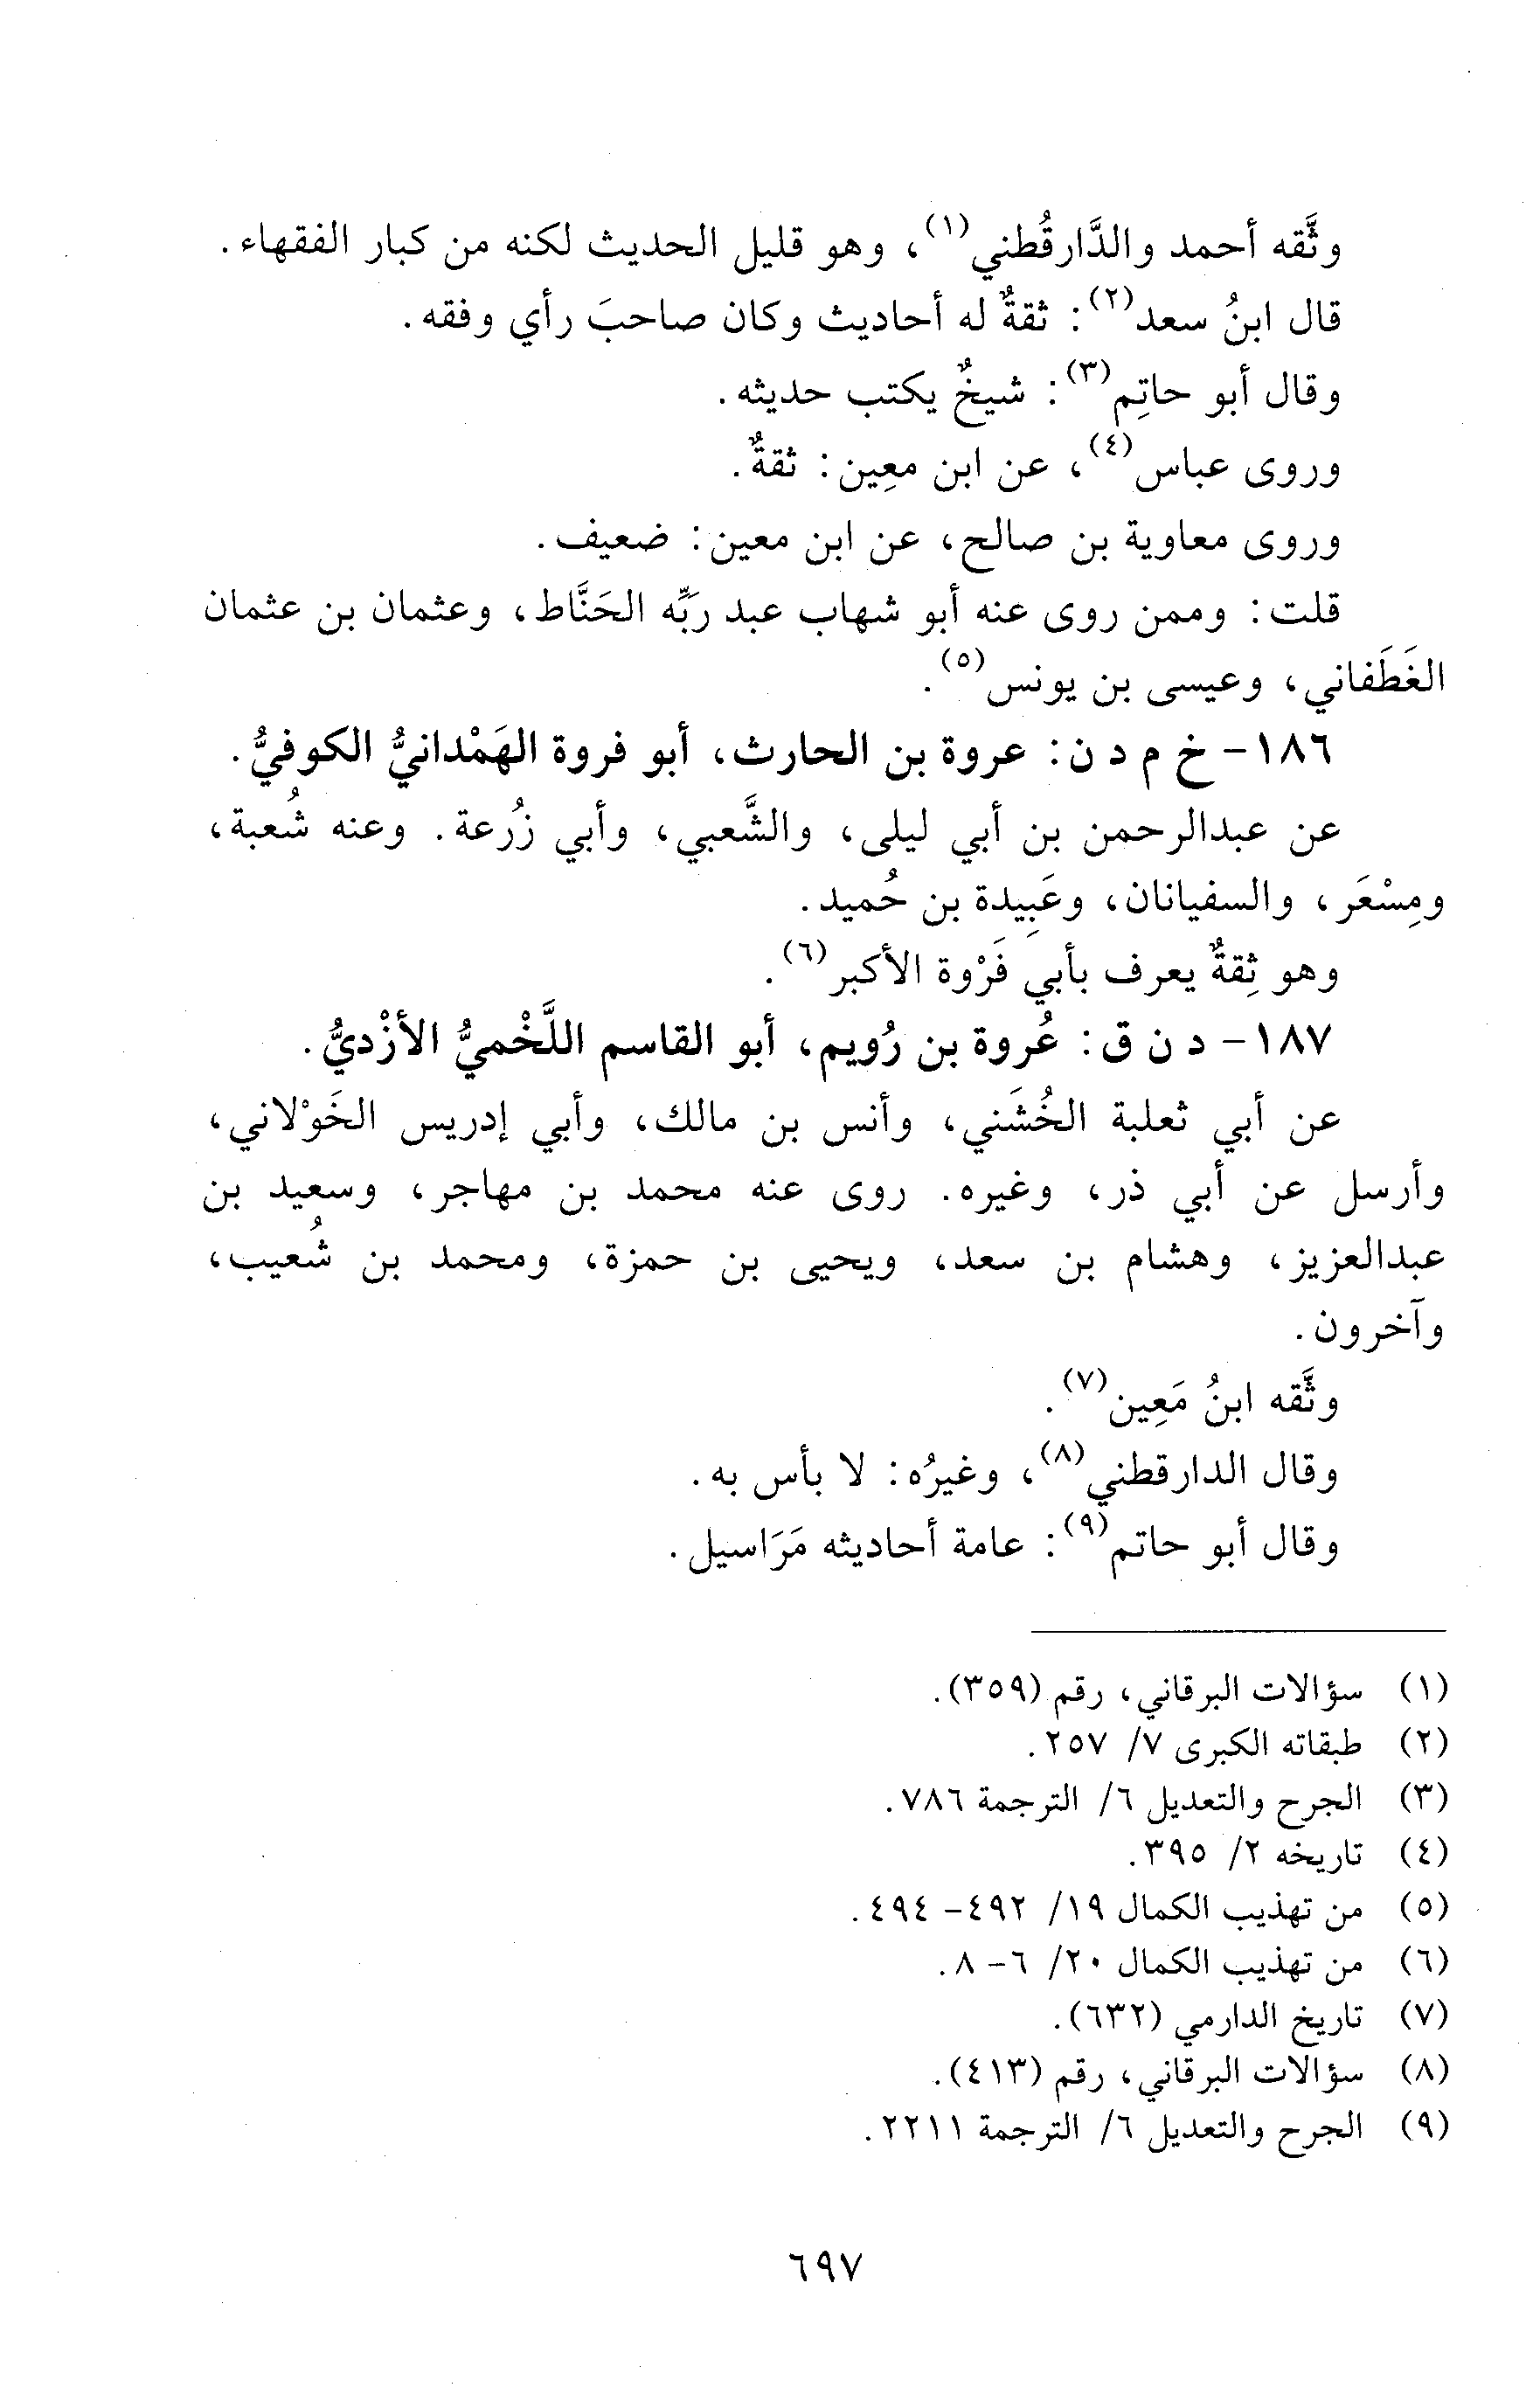 وثَّقه أحمد والدَّارقُطني(١)، وهو قليل الحديث لكنه من كبار الفقهاء.
قال ابنُ سعد(٢): ثقةٌ له أحاديث وكان صاحبَ رأي وفقه.
وقال أبو حاتِم(٣): شيخٌ يكتب حديثه.
وروى عباس(٤)، عن ابن معِين: ثقةٌ.
وروى معاوية بن صالح، عن ابن معين: ضعيف.
قلت: وممن روى عنه أبو شهاب عبد ربِّه الحَنَّاط، وعثمان بن عثمان
الغَطَفاني، وعيسى بن يونس(٥).
١٨٦- خ م د ن: عروة بن الحارث، أبو فروة الهَمْدانيُّ الكوفيُّ.
عن عبدالرحمن بن أبي ليلى، والشَّعبي، وأبي زُرعة. وعنه شُعبة،
ومِسْعَر، والسفيانان، وعَبِيدة بن حُميد.
وهو ثِقةٌ يعرف بأبي فَرْوة الأكبر(٦).
١٨٧- د ن ق: عُروة بن رُويم، أبو القاسم اللَّخْميُّ الأزْديُّ.
عن أبي ثعلبة الخُشَني، وأنس بن مالك، وأبي إدريس الخَوْلاني،
وأرسل عن أبي ذر، وغيره. روى عنه محمد بن مهاجر، وسعيد بن
عبدالعزيز، وهشام بن سعد، ويحيى بن حمزة، ومحمد بن شُعيب،
وآخرون.
وثَّقه ابنُ مَعِين(٧).
وقال الدارقطني(٨)، وغيرُه: لا بأس به.
وقال أبو حاتم(٩): عامة أحاديثه مَرَاسيل.
(١) سؤالات البرقاني، رقم (٣٥٩).
(٢) طبقاته الكبرى ٧/ ٢٥٧.
(٣) الجرح والتعديل ٦/ الترجمة ٧٨٦.
(٤) تاريخه ٢/ ٣٩٥.
(٥) من تهذيب الكمال ١٩/ ٤٩٢- ٤٩٤.
(٦) من تهذيب الكمال ٢٠/ ٦- ٨.
(٧) تاريخ الدارمي (٦٣٢).
(٨) سؤالات البرقاني، رقم (٤١٣).
(٩) الجرح والتعديل ٦/ الترجمة ٢٢١١.
٦٩٧